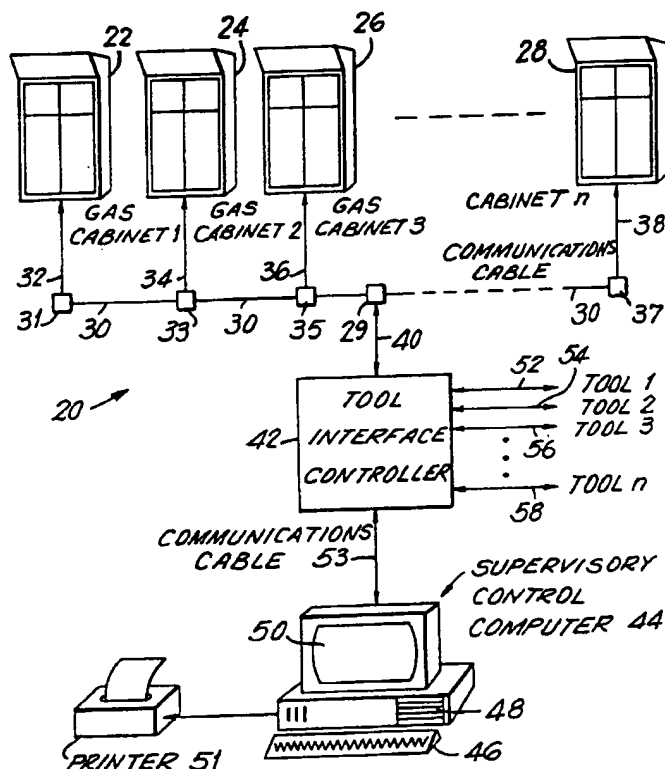 22
24
26
28
GAS CABINET 1
GAS CABINET 2
GAS CABINET 3
CABINET n
38
COMMUNICATIONS CABLE
32
34
36
31
30
33
30
35
29
30
37
40
20
42
TOOL INTERFACE CONTROLLER
52
54
TOOL 1
TOOL 2
TOOL 3
56
TOOL n
58
COMMUNICATIONS CABLE
53
SUPERVISORY CONTROL COMPUTER 44
50
48
46
PRINTER 51